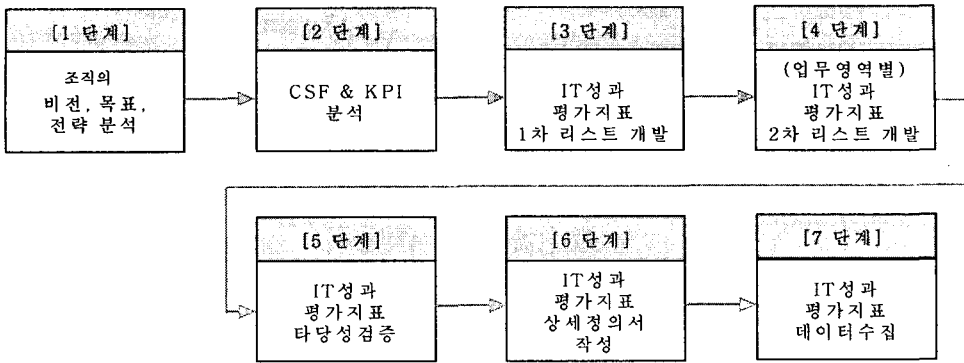 [1 단계]
조직의
비전, 목표,
전략 분석
[2 단계]
CSF & KPI
분석
[3 단계]
IT성과
평가지표
1차 리스트 개발
[4 단계]
(업무영역별)
IT성과
평가지표
2차 리스트 개발
[5 단계]
IT성과
평가지표
타당성검증
[6 단계]
IT성과
평가지표
상세정의서
작성
[7 단계]
IT성과
평가지표
데이터수집